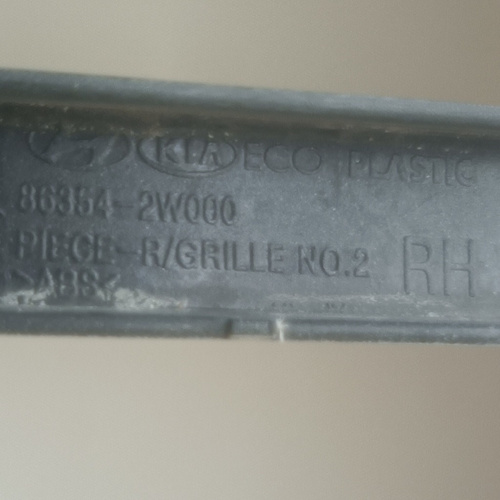 KIA ECO PLASTIC
86354-2W000
PIECE-R/GRILLE NO.2 RH
>ABS<